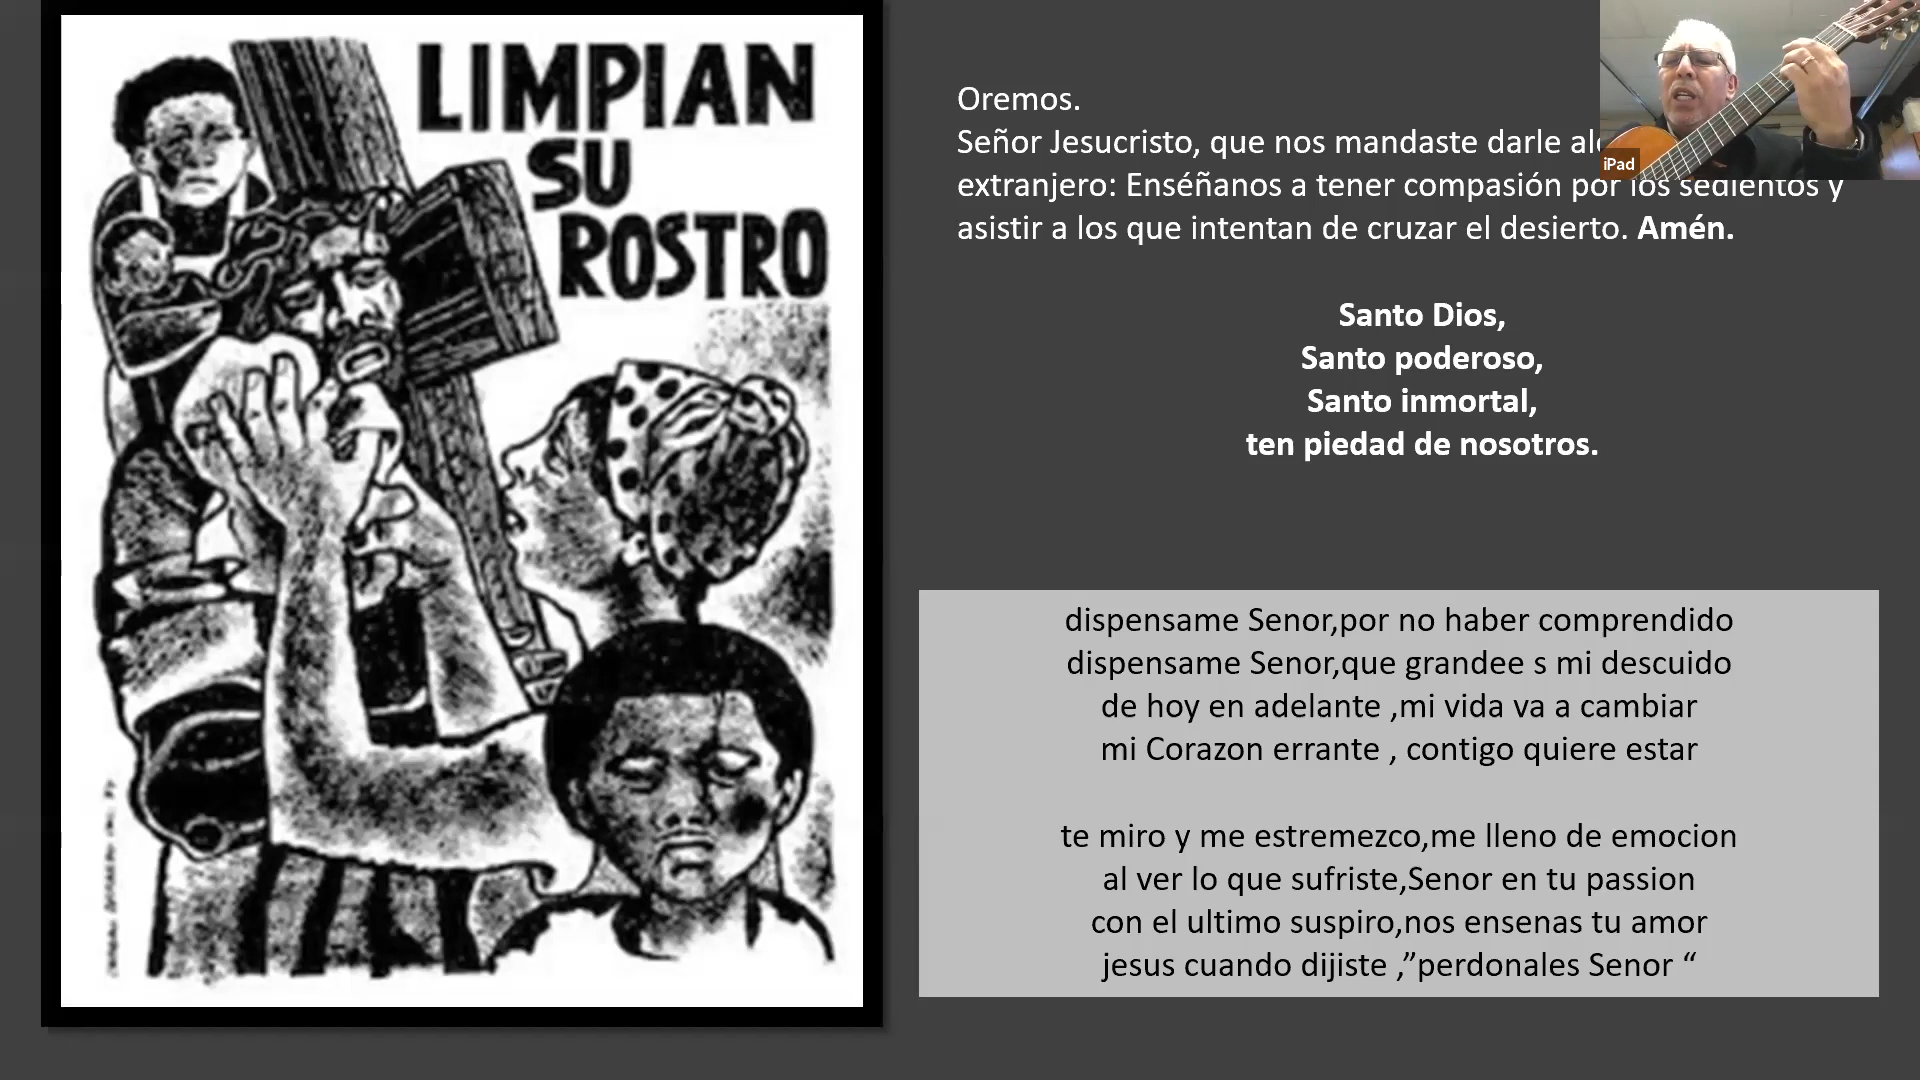 LIMPIAN
SU
ROSTRO
Oremos.
Señor Jesucristo, que nos mandaste darle
extranjero: Enséñanos a tener compasión por los sedientos y
asistir a los que intentan de cruzar el desierto. Amén.
Santo Dios,
Santo poderoso,
Santo inmortal,
ten piedad de nosotros.
iPad
dispensame Senor,por no haber comprendido
dispensame Senor,que grandee s mi descuido
de hoy en adelante ,mi vida va a cambiar
mi Corazon errante , contigo quiere estar
te miro y me estremezco,me lleno de emocion
al ver lo que sufriste,Senor en tu passion
con el ultimo suspiro,nos ensenas tu amor
jesus cuando dijiste ,”perdonales Senor “